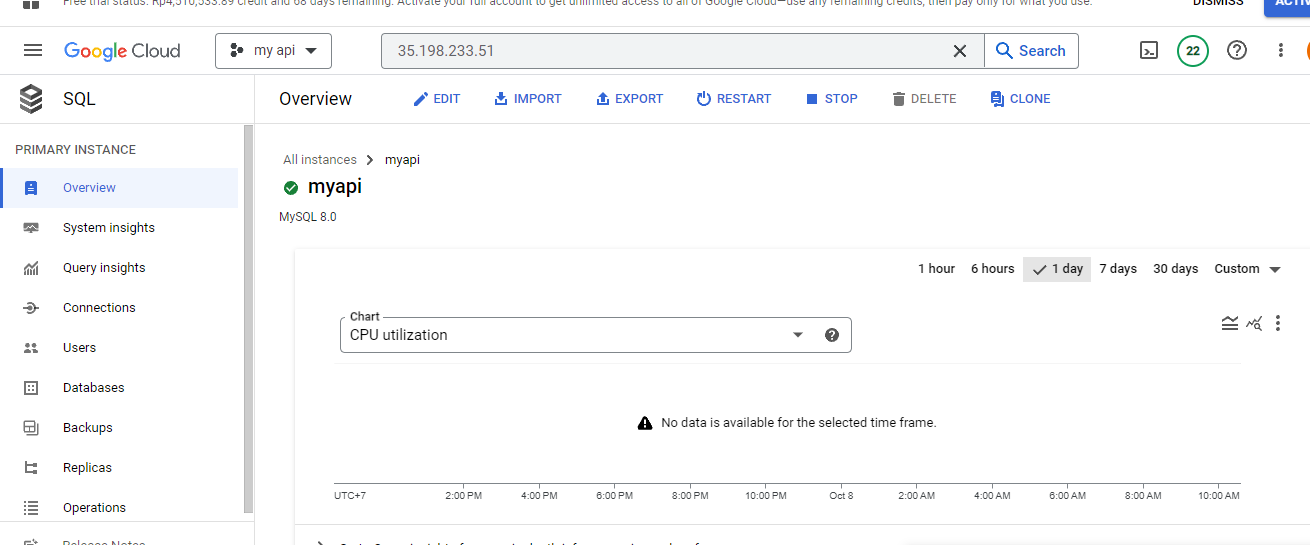 Free trial status: Rp4,510,533.89 credit and 68 days remaining. Activate your full account to get unlimited access to all of Google Cloud—use any remaining credits, then pay only for what you use.
DISMISS
Google Cloud
my api
35.198.233.51
Search
22
SQL
Overview
EDIT
IMPORT
EXPORT
RESTART
STOP
DELETE
CLONE
PRIMARY INSTANCE
Overview
System insights
Query insights
Connections
Users
Databases
Backups
Replicas
Operations
Release Notes
All instances
myapi
myapi
MySQL 8.0
1 hour
6 hours
1 day
7 days
30 days
Custom
Chart
CPU utilization
No data is available for the selected time frame.
UTC+7
2:00 PM
4:00 PM
6:00 PM
8:00 PM
10:00 PM
Oct 8
2:00 AM
4:00 AM
6:00 AM
8:00 AM
10:00 AM